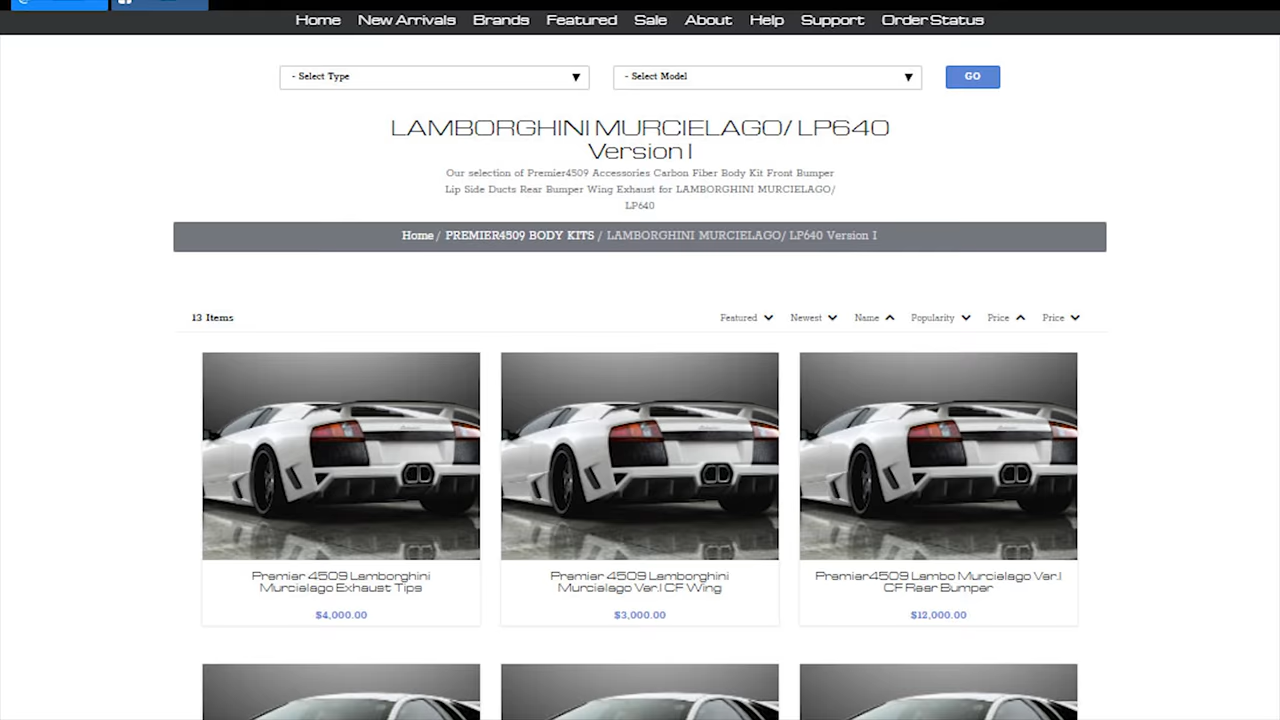 Home New Arrivals Brands Featured Sale About Help Support Order Status
- Select Type - Select Model GO
LAMBORGHINI MURCIELAGO/ LP640
Version I
Our selection of Premier4509 Accessories Carbon Fiber Body Kit Front Bumper
Lip Side Ducts Rear Bumper Wing Exhaust for LAMBORGHINI MURCIELAGO/
LP640
Home / PREMIER4509 BODY KITS / LAMBORGHINI MURCIELAGO/ LP640 Version I
13 Items Featured Newest Name Popularity Price Price
Premier 4509 Lamborghini
Murcielago Exhaust Tips
$4,000.00
Premier 4509 Lamborghini
Murcielago Ver.I CF Wing
$3,000.00
Premier4509 Lambo Murcielago Ver.I
CF Rear Bumper
$12,000.00